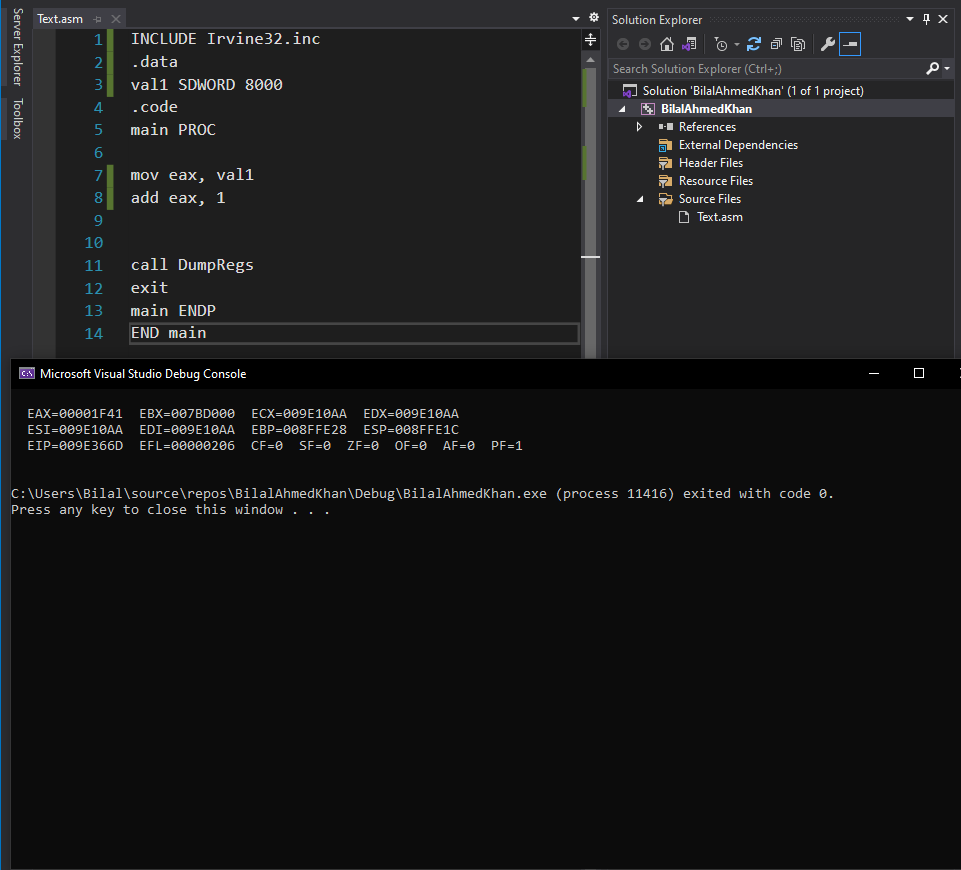 Server Explorer
Toolbox
Text.asm
1 INCLUDE Irvine32.inc
2 .data
3 val1 SDWORD 8000
4 .code
5 main PROC
6
7 mov eax, val1
8 add eax, 1
9
10
11 call DumpRegs
12 exit
13 main ENDP
14 END main
Solution Explorer
Search Solution Explorer (Ctrl+;)
Solution 'BilalAhmedKhan' (1 of 1 project)
BilalAhmedKhan
References
External Dependencies
Header Files
Resource Files
Source Files
Text.asm
C:\ Microsoft Visual Studio Debug Console
EAX=00001F41 EBX=007BD000 ECX=009E10AA EDX=009E10AA
ESI=009E10AA EDI=009E10AA EBP=008FFE28 ESP=008FFE1C
EIP=009E366D EFL=00000206 CF=0 SF=0 ZF=0 OF=0 AF=0 PF=1
C:\Users\Bilal\source\repos\BilalAhmedKhan\Debug\BilalAhmedKhan.exe (process 11416) exited with code 0.
Press any key to close this window . . .